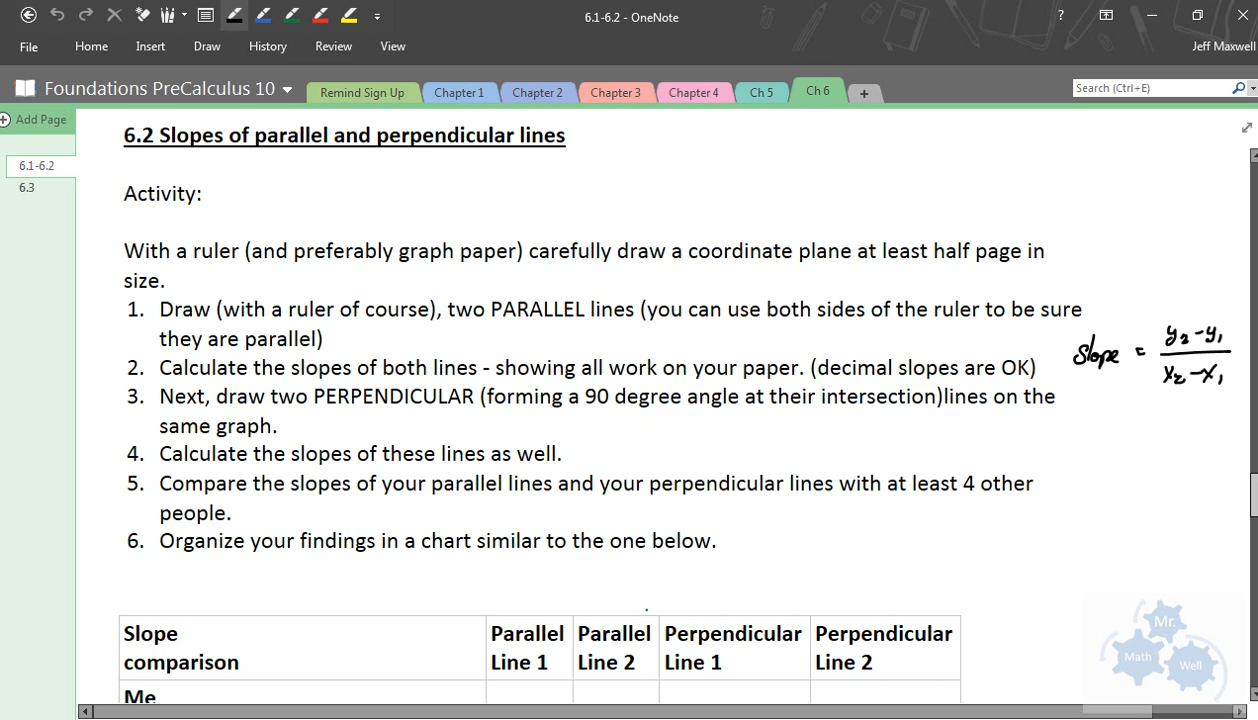 6.1-6.2 - OneNote
?
File Home Insert Draw History Review View
Jeff Maxwell
Foundations PreCalculus 10
Remind Sign Up Chapter 1 Chapter 2 Chapter 3 Chapter 4 Ch 5 Ch 6 +
Search (Ctrl+E)
Add Page
6.1-6.2
6.3
6.2 Slopes of parallel and perpendicular lines
Activity:
With a ruler (and preferably graph paper) carefully draw a coordinate plane at least half page in
size.
1. Draw (with a ruler of course), two PARALLEL lines (you can use both sides of the ruler to be sure
they are parallel)
2. Calculate the slopes of both lines - showing all work on your paper. (decimal slopes are OK)
3. Next, draw two PERPENDICULAR (forming a 90 degree angle at their intersection)lines on the
same graph.
4. Calculate the slopes of these lines as well.
5. Compare the slopes of your parallel lines and your perpendicular lines with at least 4 other
people.
6. Organize your findings in a chart similar to the one below.
Slope = y₂-y₁
x₂-x₁
Slope Parallel Parallel Perpendicular Perpendicular
comparison Line 1 Line 2 Line 1 Line 2
Me
Mr.
Math Well